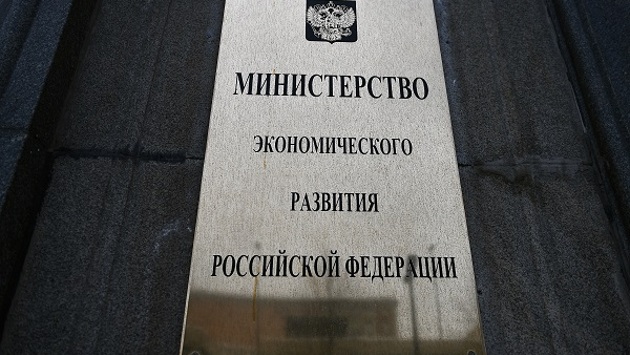 МИНИСТЕРСТВО
ЭКОНОМИЧЕСКОГО
РАЗВИТИЯ
РОССИЙСКОЙ ФЕДЕРАЦИИ